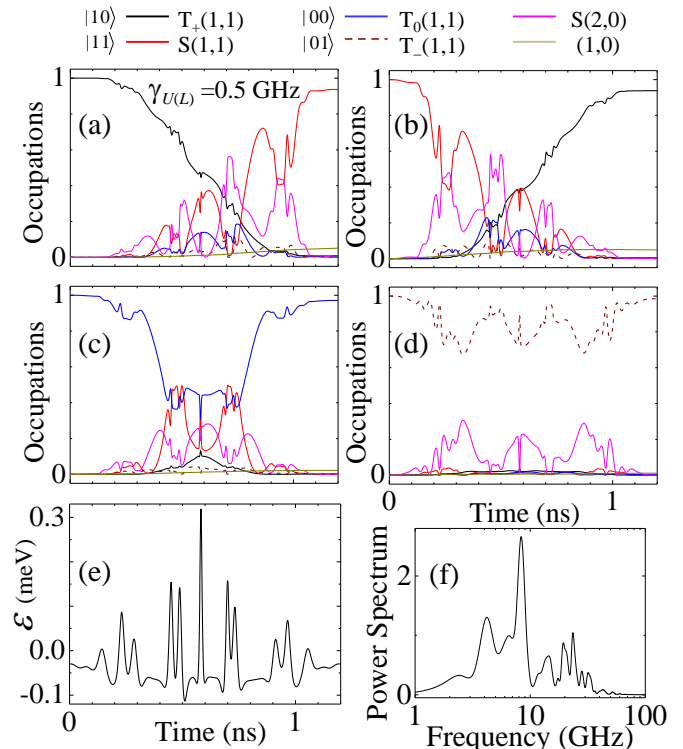 |10⟩ T₊(1,1) |00⟩ T₀(1,1) S(2,0)
|11⟩ S(1,1) |01⟩ T₋(1,1) (1,0)
(a) γ_U(L) =0.5 GHz
(b)
Occupations
1
0
Occupations
1
0
(c)
(d)
Occupations
1
0
Occupations
1
0
0 1
Time (ns)
(e)
ε (meV)
0.3
0.0
-0.1
0 1
Time (ns)
(f)
Power Spectrum
2
0
1 10 100
Frequency (GHz)